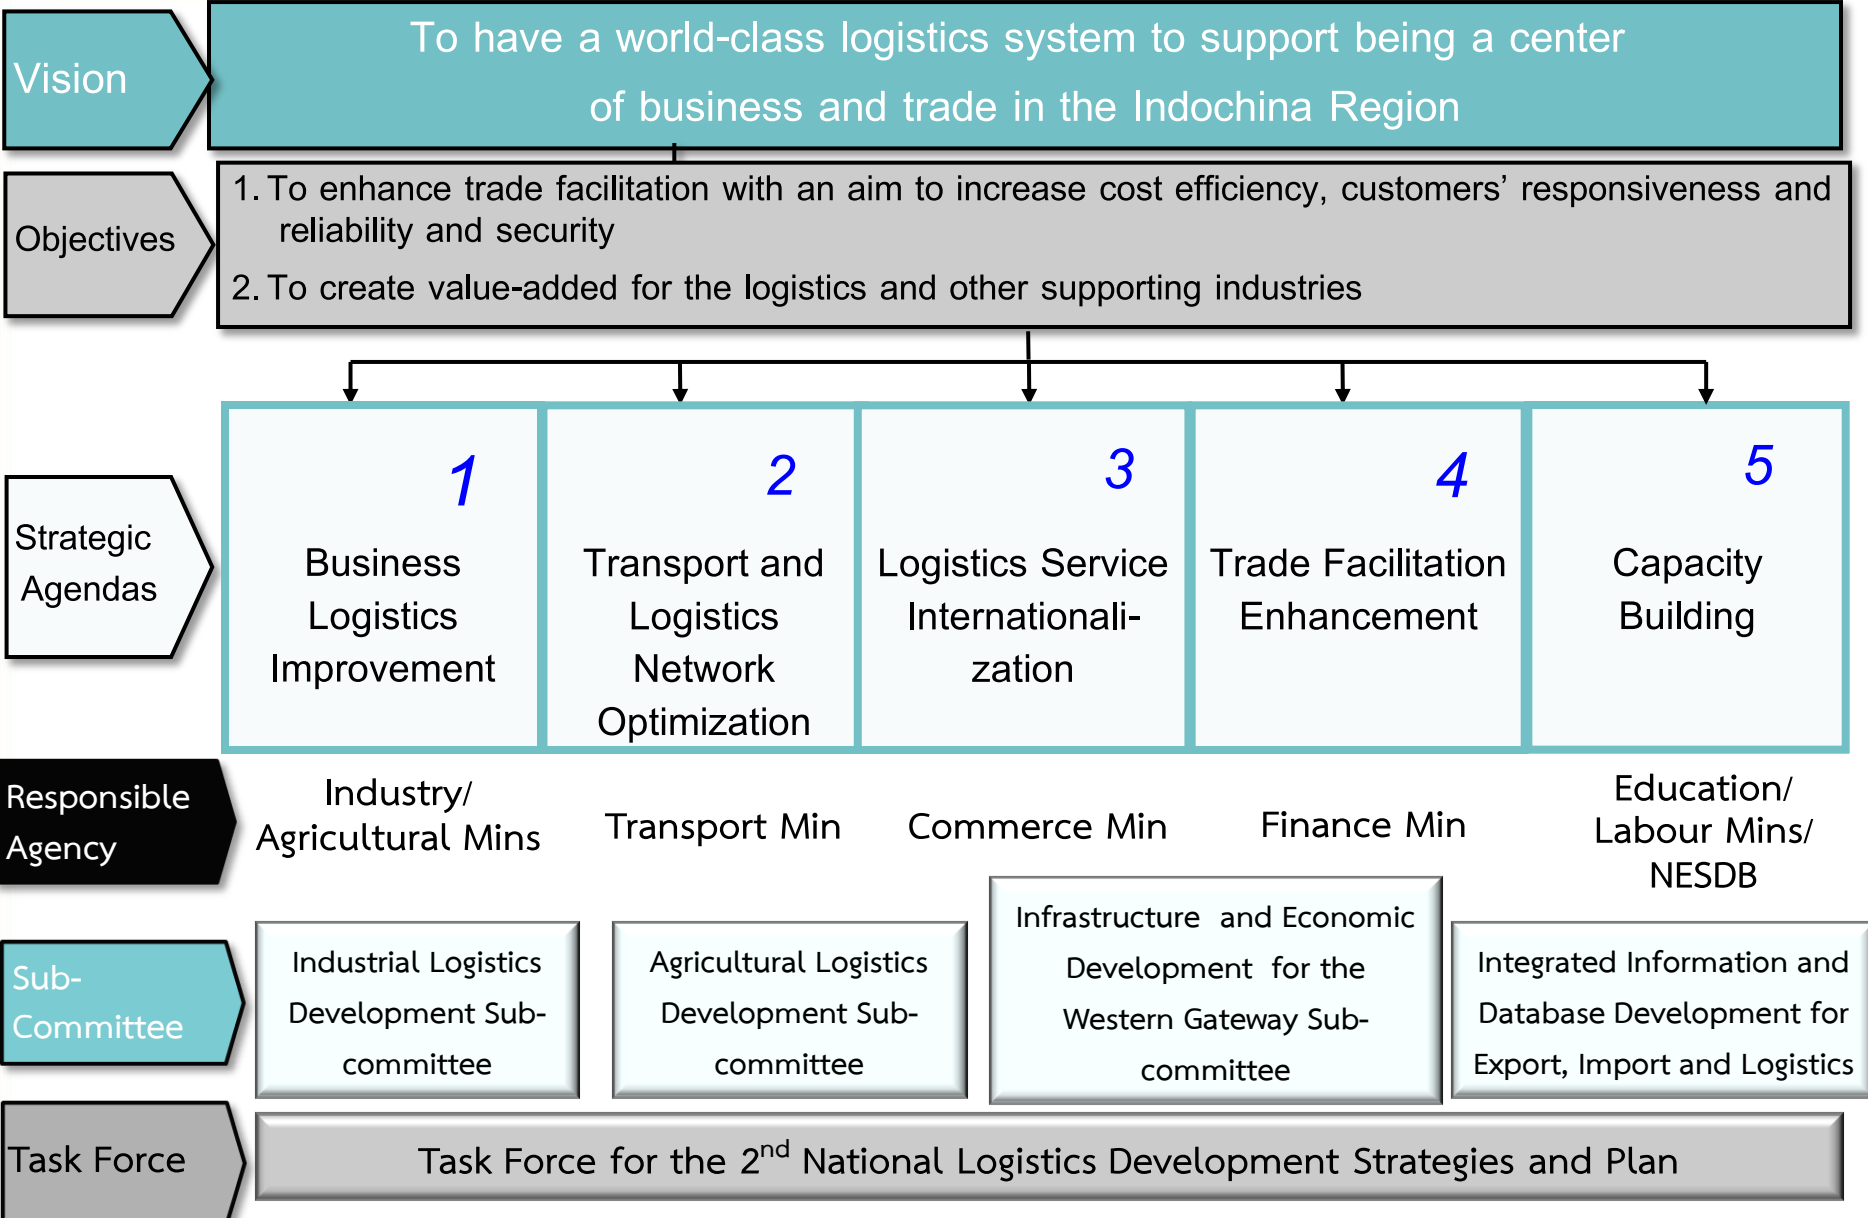 Vision
To have a world-class logistics system to support being a center
of business and trade in the Indochina Region
Objectives
1. To enhance trade facilitation with an aim to increase cost efficiency, customers’ responsiveness and
reliability and security
2. To create value-added for the logistics and other supporting industries
Strategic
Agendas
1
Business
Logistics
Improvement
2
Transport and
Logistics
Network
Optimization
3
Logistics Service
Internationali-
zation
4
Trade Facilitation
Enhancement
5
Capacity
Building
Responsible
Agency
Industry/
Agricultural Mins
Transport Min
Commerce Min
Finance Min
Education/
Labour Mins/
NESDB
Sub-
Committee
Industrial Logistics
Development Sub-
committee
Agricultural Logistics
Development Sub-
committee
Infrastructure and Economic
Development for the
Western Gateway Sub-
committee
Integrated Information and
Database Development for
Export, Import and Logistics
Task Force
Task Force for the 2nd National Logistics Development Strategies and Plan